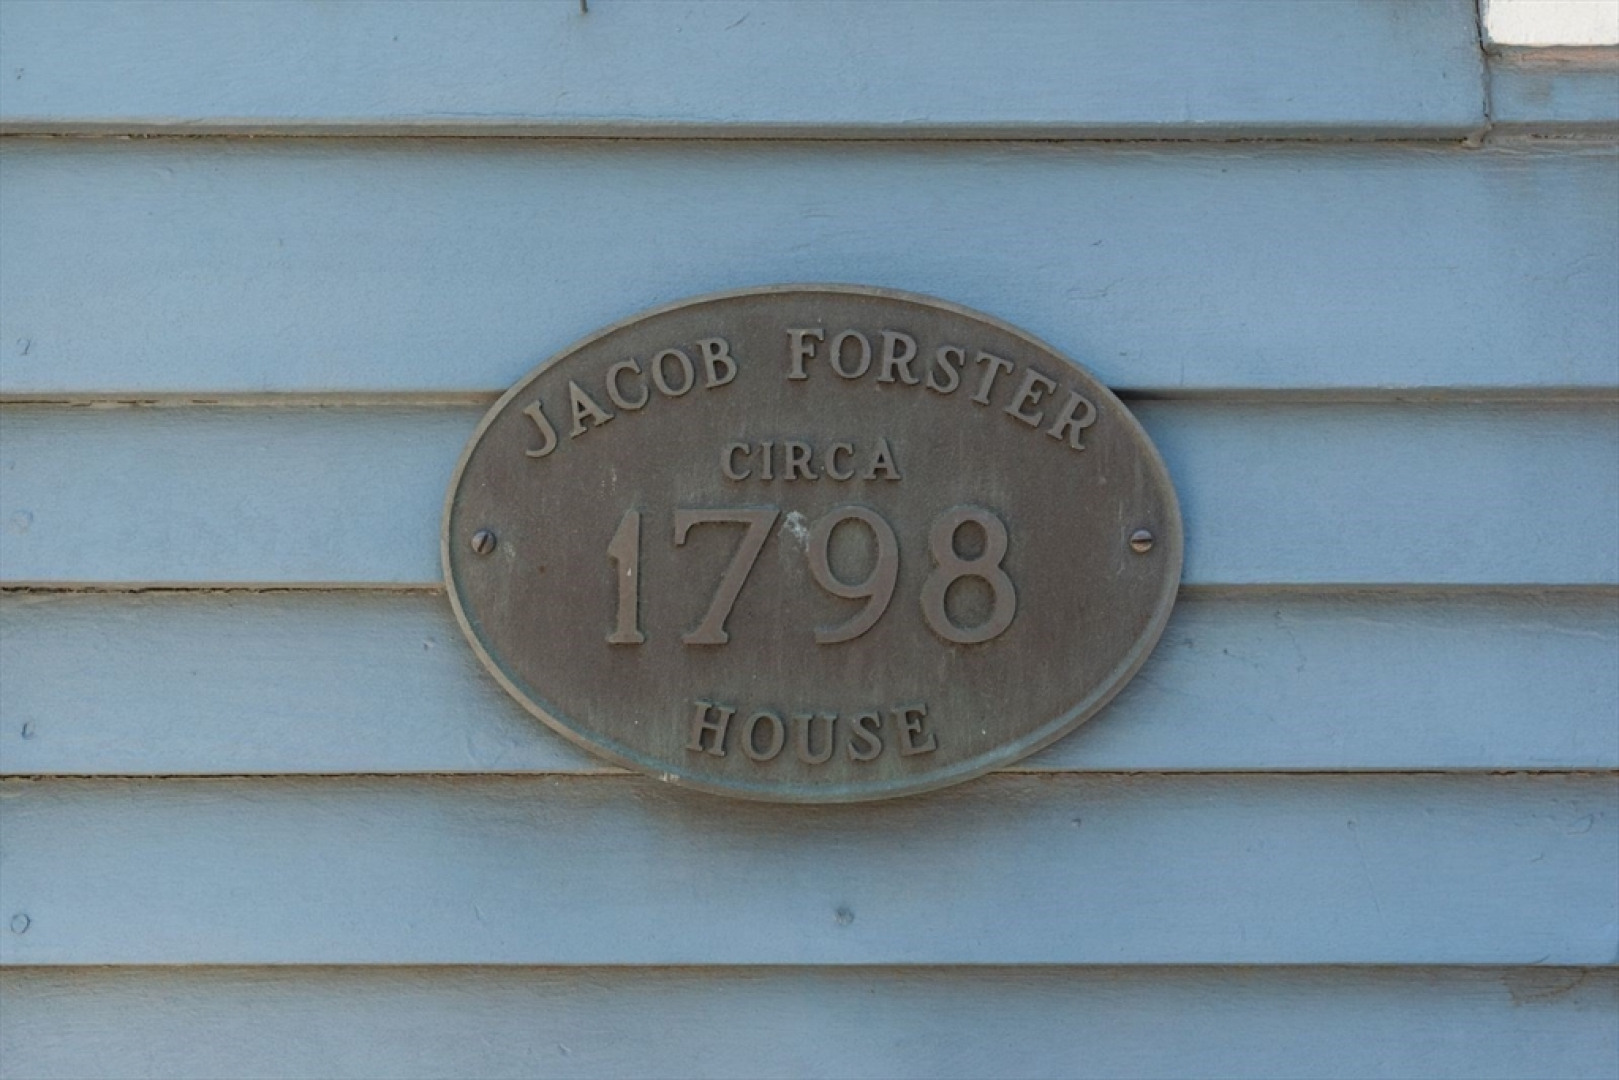 JACOB FORSTER
CIRCA
1798
HOUSE